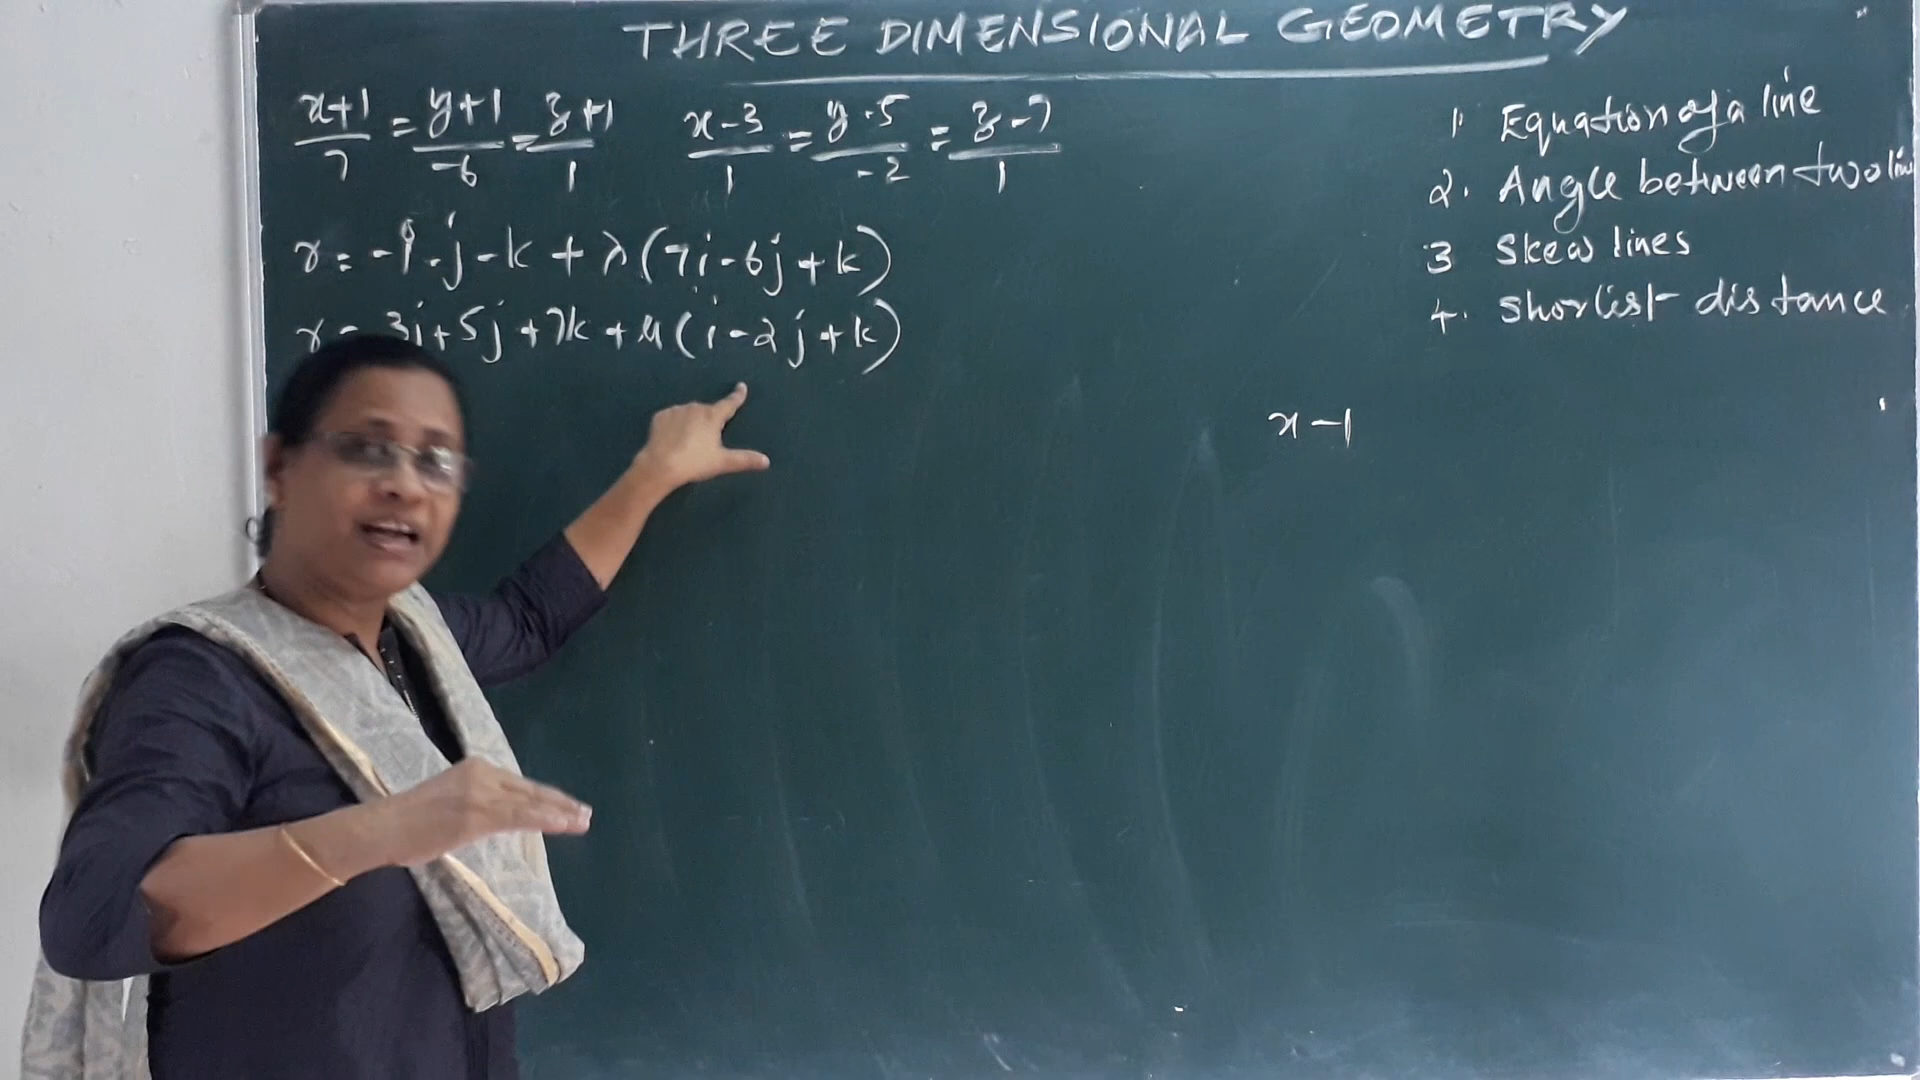 THREE DIMENSIONAL GEOMETRY
x+1/7 = y+1/-6 = z+1/1    x-3/1 = y-5/-2 = z-7/1
r = -i-j-k + λ(7i-6j+k)
r = 3i+5j+7k+μ(i-2j+k)
1 Equation of a line
2. Angle between two lin
3 Skew lines
4. Shortest distance
x-1